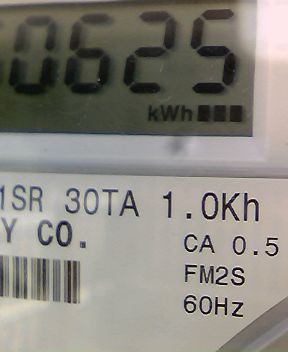 0625
kWh
1SR 30TA 1.0Kh
Y CO.
CA 0.5
FM2S
60Hz